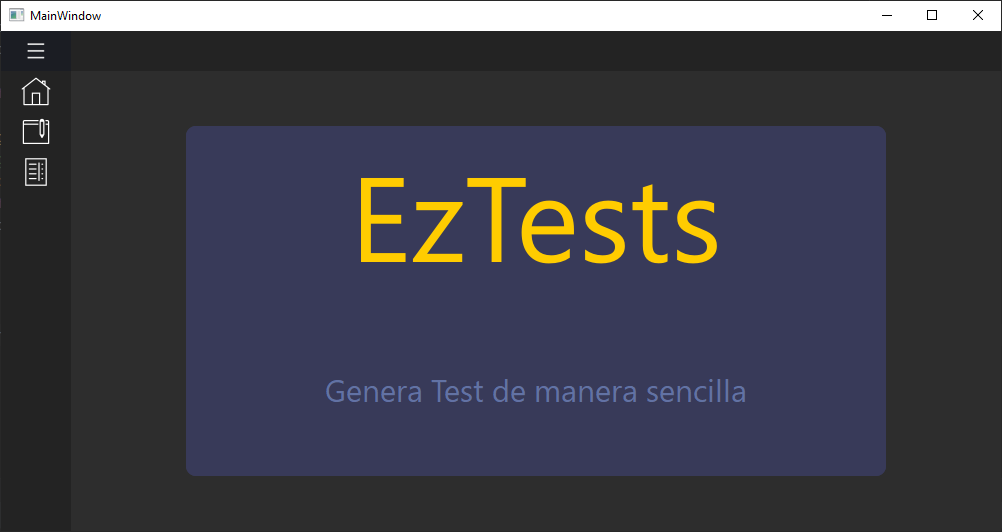 MainWindow
EzTests
Genera Test de manera sencilla